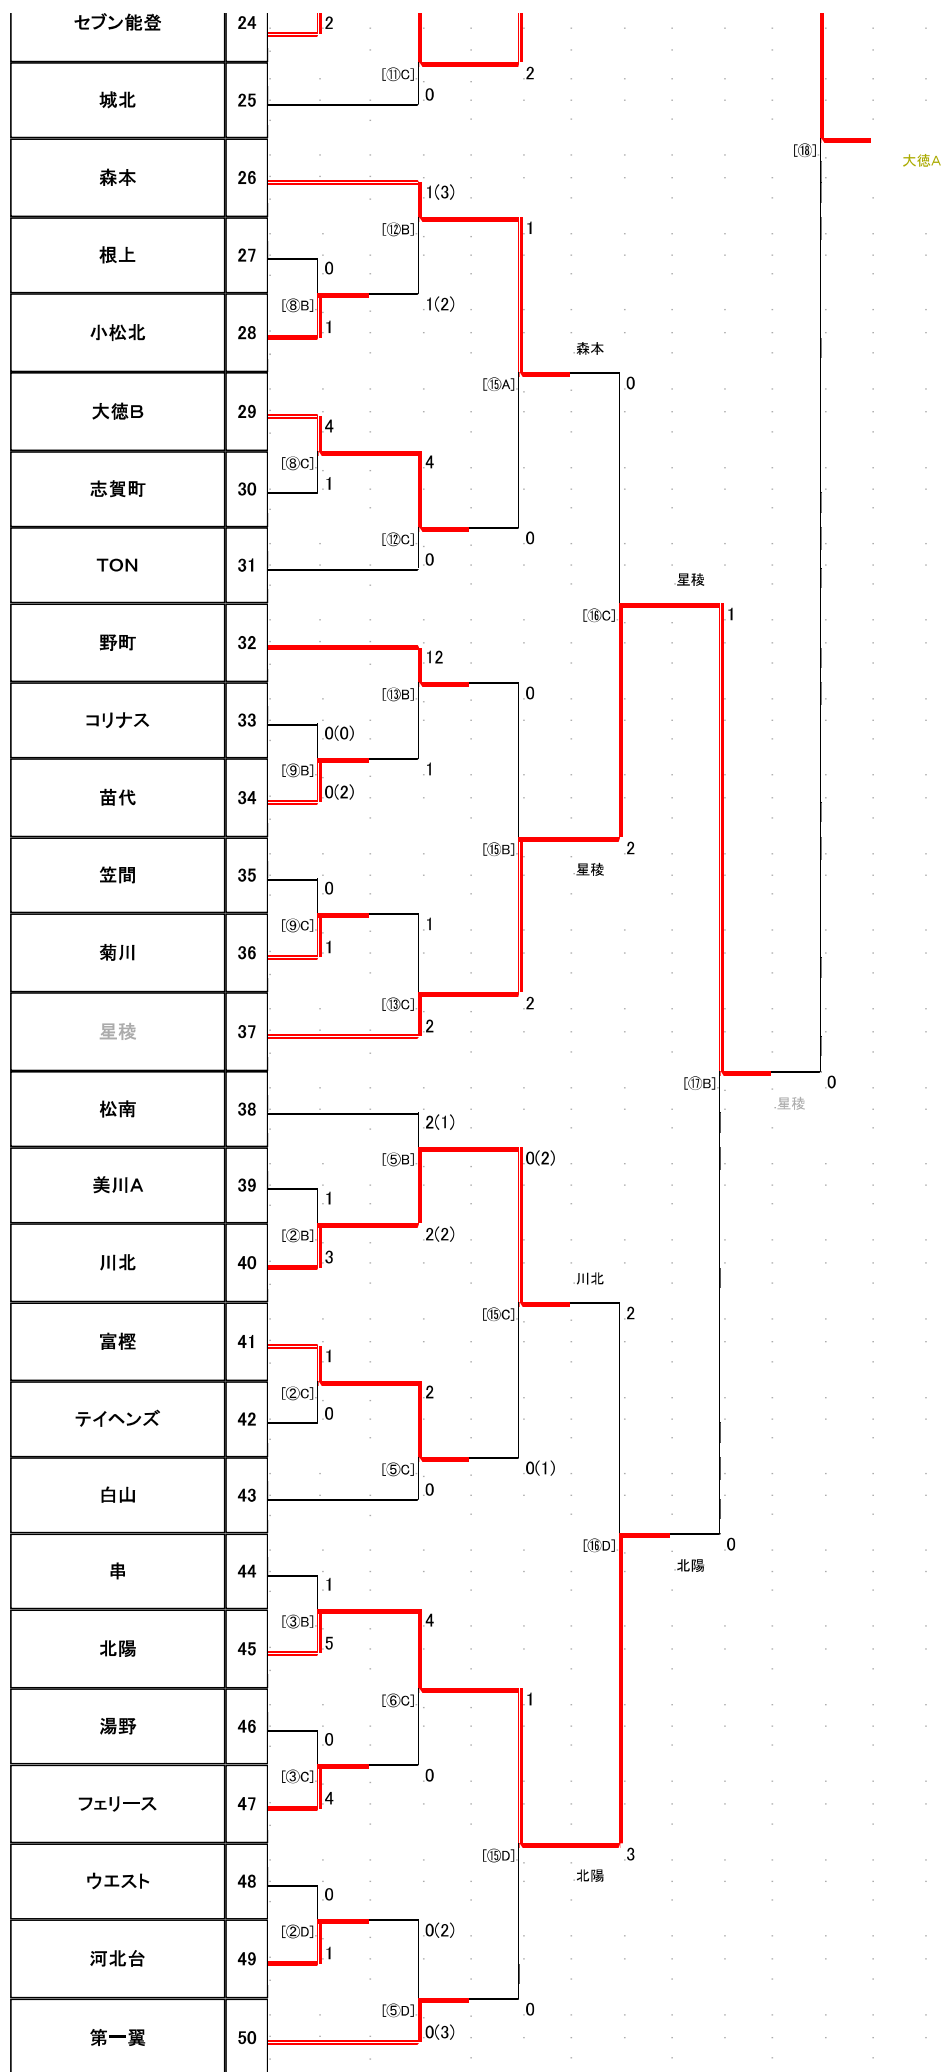 セブン能登 24 2
[⑪C] 2
城北 25 0
[⑱]
大徳A
森本 26 1(3)
[⑫B] 1
根上 27 0
[⑧B] 1(2)
小松北 28 1
森本
[⑮A] 0
大徳B 29 4
[⑧C] 4
志賀町 30 1
[⑫C] 0
TON 31 0
星稜
[⑯C] 1
野町 32 12
[⑬B] 0
コリナス 33 0(0)
[⑨B] 1
苗代 34 0(2)
[⑮B] 2
星稜
笠間 35 0
[⑨C] 1
菊川 36 1
[⑬C] 2
星稜 37 2
[⑰B] 0
星稜
松南 38 2(1)
[⑤B] 0(2)
美川A 39 1
[②B] 2(2)
川北 40 3
川北
[⑮C] 2
富樫 41 1
[②C] 2
テイヘンズ 42 0
[⑤C] 0(1)
白山 43 0
[⑯D] 0
北陽
串 44 1
[③B] 4
北陽 45 5
[⑥C] 1
湯野 46 0
[③C] 0
フェリース 47 4
[⑮D] 3
北陽
ウエスト 48 0
[②D] 0(2)
河北台 49 1
[⑤D] 0
第一翼 50 0(3)